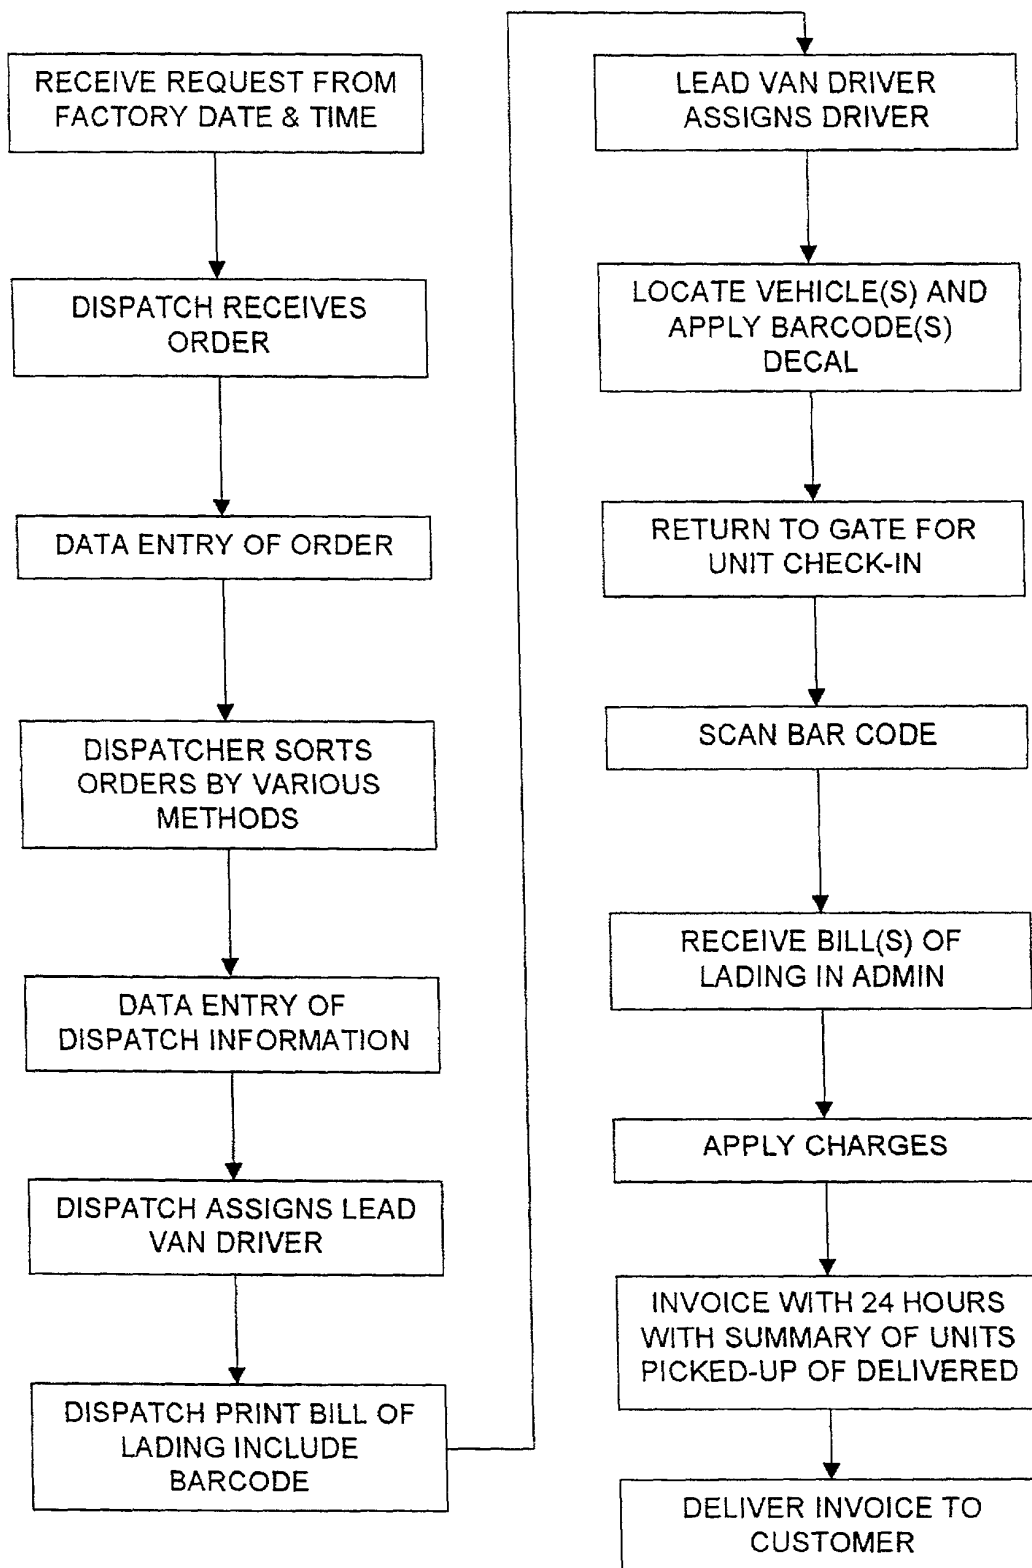 RECEIVE REQUEST FROM
FACTORY DATE & TIME
DISPATCH RECEIVES
ORDER
DATA ENTRY OF ORDER
DISPATCHER SORTS
ORDERS BY VARIOUS
METHODS
DATA ENTRY OF
DISPATCH INFORMATION
DISPATCH ASSIGNS LEAD
VAN DRIVER
DISPATCH PRINT BILL OF
LADING INCLUDE
BARCODE
LEAD VAN DRIVER
ASSIGNS DRIVER
LOCATE VEHICLE(S) AND
APPLY BARCODE(S)
DECAL
RETURN TO GATE FOR
UNIT CHECK-IN
SCAN BAR CODE
RECEIVE BILL(S) OF
LADING IN ADMIN
APPLY CHARGES
INVOICE WITH 24 HOURS
WITH SUMMARY OF UNITS
PICKED-UP OF DELIVERED
DELIVER INVOICE TO
CUSTOMER